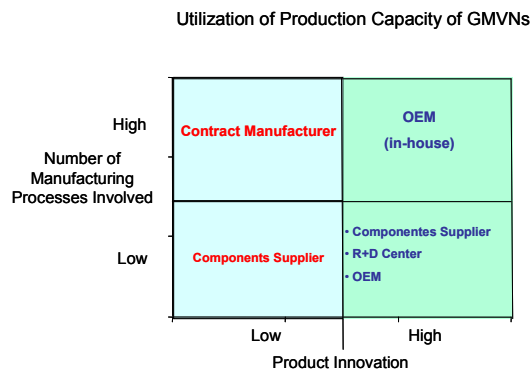 Utilization of Production Capacity of GMVNs
High
Number of
Manufacturing
Processes Involved
Low
Contract Manufacturer
OEM
(in-house)
Components Supplier
• Componentes Supplier
• R+D Center
• OEM
Low
High
Product Innovation